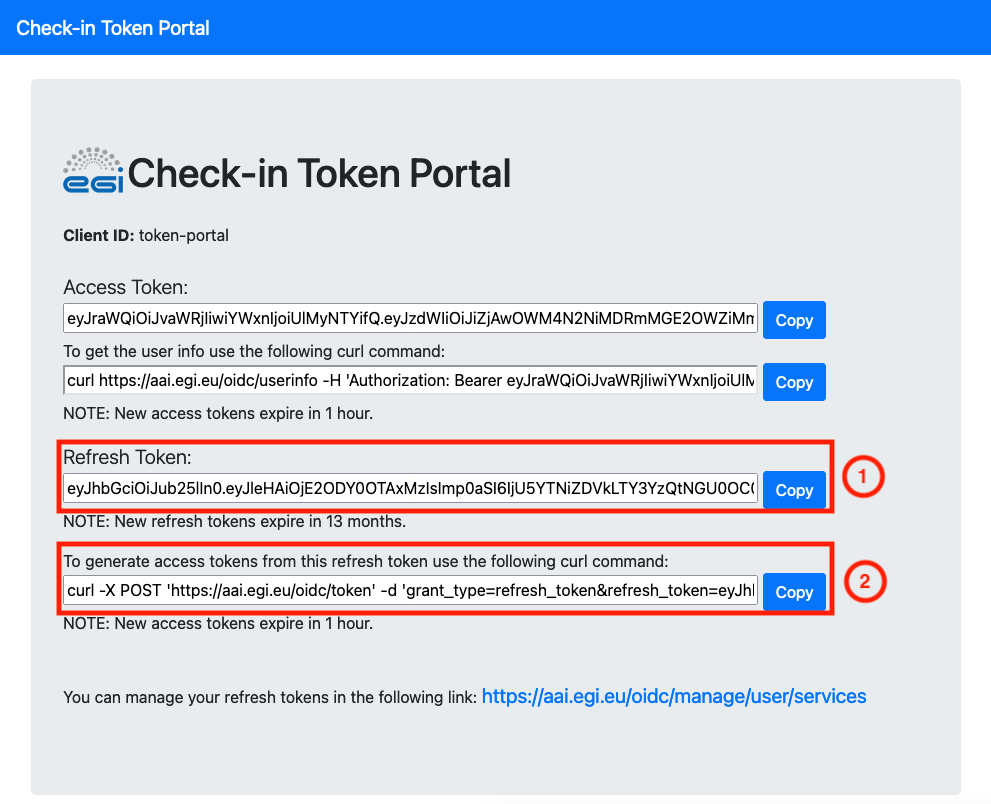 Check-in Token Portal
egi Check-in Token Portal
Client ID: token-portal
Access Token:
eyJraWQiOiJvaWRjIiwiYWxnIjoiUlMyNTYifQ.eyJzdWIiOiJiZjAwOWM4N2NiMDRmMGE2OWZiMm Copy
To get the user info use the following curl command:
curl https://aai.egi.eu/oidc/userinfo -H 'Authorization: Bearer eyJraWQiOiJvaWRjIiwiYWxnIjoiUlM Copy
NOTE: New access tokens expire in 1 hour.
Refresh Token:
eyJhbGciOiJub25lIn0.eyJleHAiOjE2ODY0OTAxMzIsImp0aSI6IjU5YTNiZDVkLTY3YzQtNGU0OC0 Copy
1
NOTE: New refresh tokens expire in 13 months.
To generate access tokens from this refresh token use the following curl command:
curl -X POST 'https://aai.egi.eu/oidc/token' -d 'grant_type=refresh_token&refresh_token=eyJhl Copy
2
NOTE: New access tokens expire in 1 hour.
You can manage your refresh tokens in the following link: https://aai.egi.eu/oidc/manage/user/services